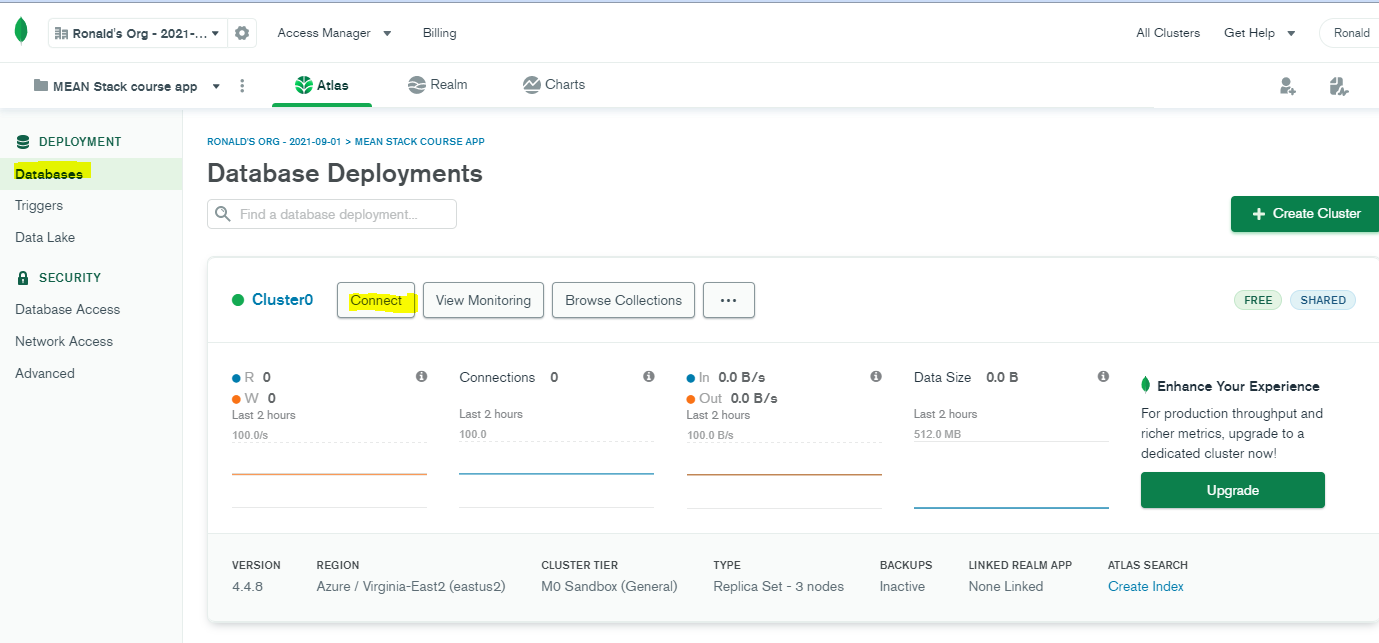 Ronald's Org - 2021-...
Access Manager
Billing
All Clusters
Get Help
Ronald
MEAN Stack course app
Atlas
Realm
Charts
DEPLOYMENT
Databases
Triggers
Data Lake
SECURITY
Database Access
Network Access
Advanced
RONALD'S ORG - 2021-09-01 > MEAN STACK COURSE APP
Database Deployments
Find a database deployment...
+ Create Cluster
Cluster0
Connect
View Monitoring
Browse Collections
...
FREE
SHARED
R 0
W 0
Last 2 hours
100.0/s
Connections 0
Last 2 hours
100.0
In 0.0 B/s
Out 0.0 B/s
Last 2 hours
100.0 B/s
Data Size 0.0 B
Last 2 hours
512.0 MB
Enhance Your Experience
For production throughput and
richer metrics, upgrade to a
dedicated cluster now!
Upgrade
VERSION
4.4.8
REGION
Azure / Virginia-East2 (eastus2)
CLUSTER TIER
M0 Sandbox (General)
TYPE
Replica Set - 3 nodes
BACKUPS
Inactive
LINKED REALM APP
None Linked
ATLAS SEARCH
Create Index